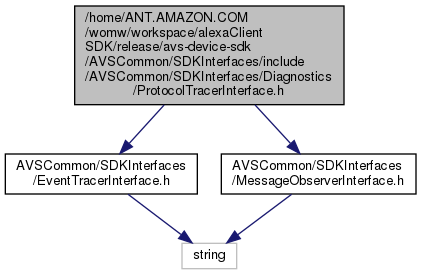 /home/ANT.AMAZON.COM
/womw/workspace/alexaClient
SDK/release/avs-device-sdk
/AVSCommon/SDKInterfaces/include
/AVSCommon/SDKInterfaces/Diagnostics
/ProtocolTracerInterface.h
AVSCommon/SDKInterfaces
/EventTracerInterface.h
AVSCommon/SDKInterfaces
/MessageObserverInterface.h
string